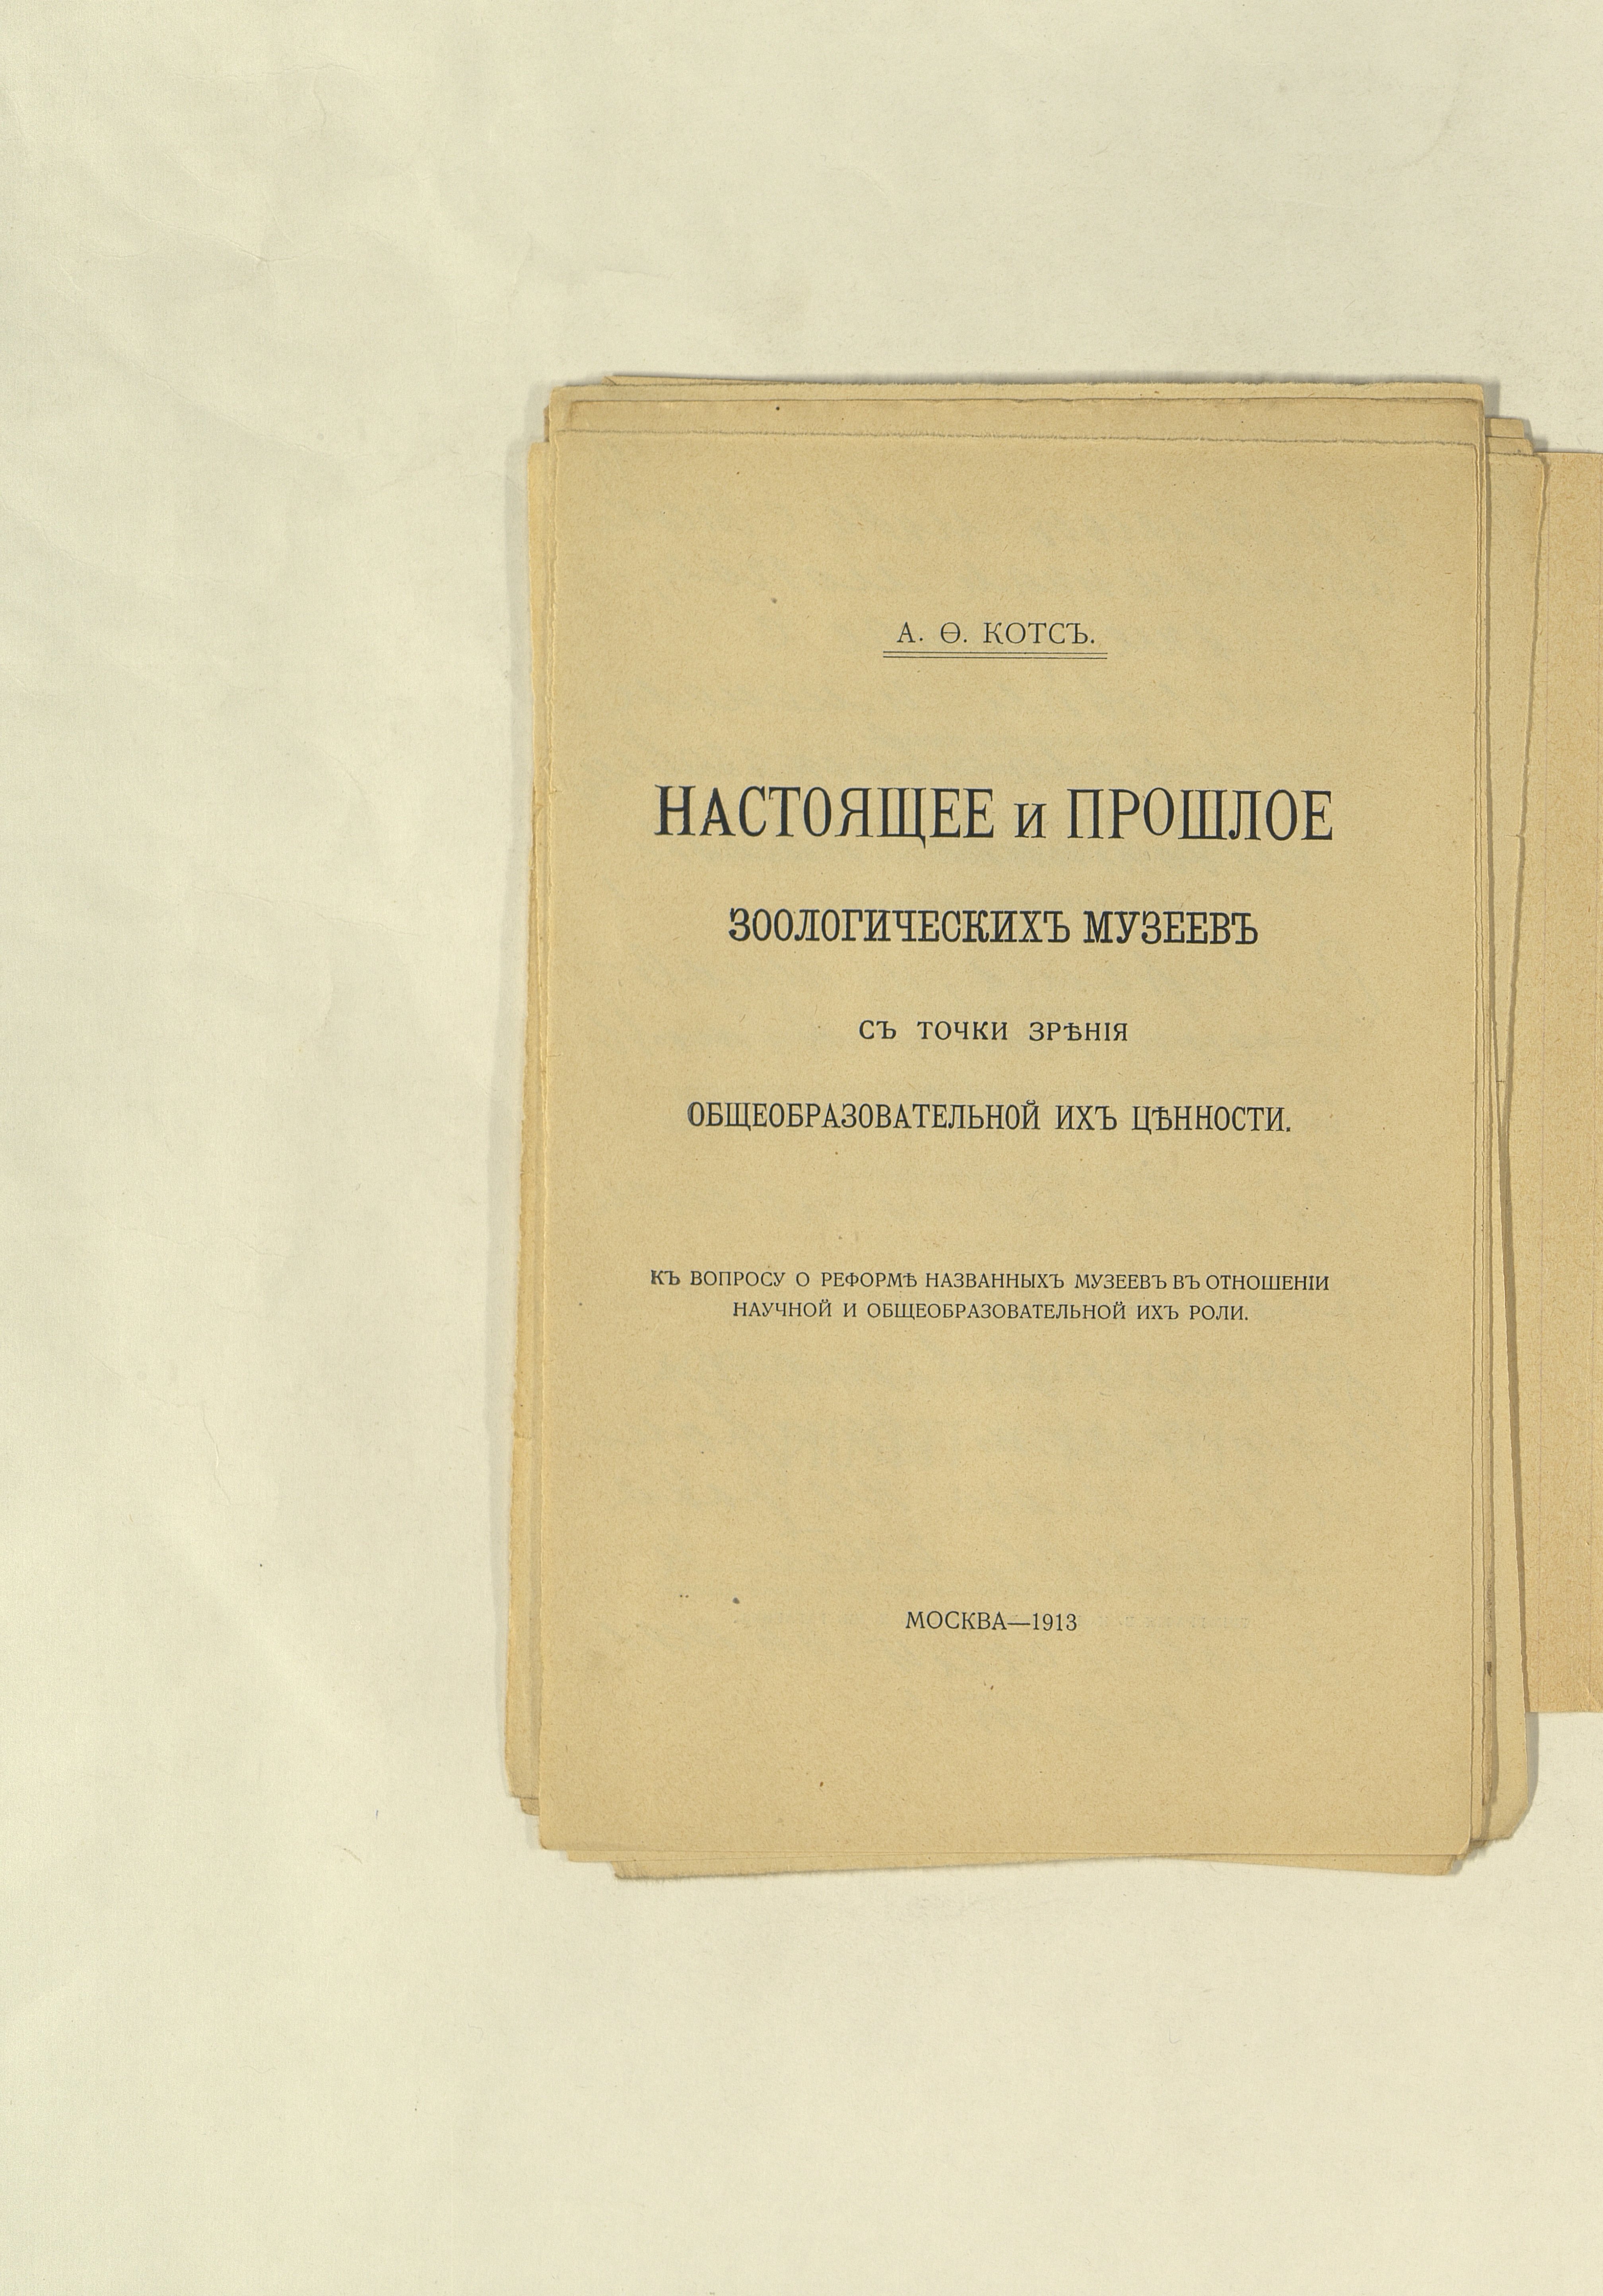 А. Ѳ. КОТСЪ.
НАСТОЯЩЕЕ и ПРОШЛОЕ
ЗООЛОГИЧЕСКИХЪ МУЗЕЕВЪ
СЪ ТОЧКИ ЗРѢНІЯ
ОБЩЕОБРАЗОВАТЕЛЬНОЙ ИХЪ ЦѢННОСТИ.
КЪ ВОПРОСУ О РЕФОРМѢ НАЗВАННЫХЪ МУЗЕЕВЪ ВЪ ОТНОШЕНІИ
НАУЧНОЙ И ОБЩЕОБРАЗОВАТЕЛЬНОЙ ИХЪ РОЛИ.
МОСКВА—1913